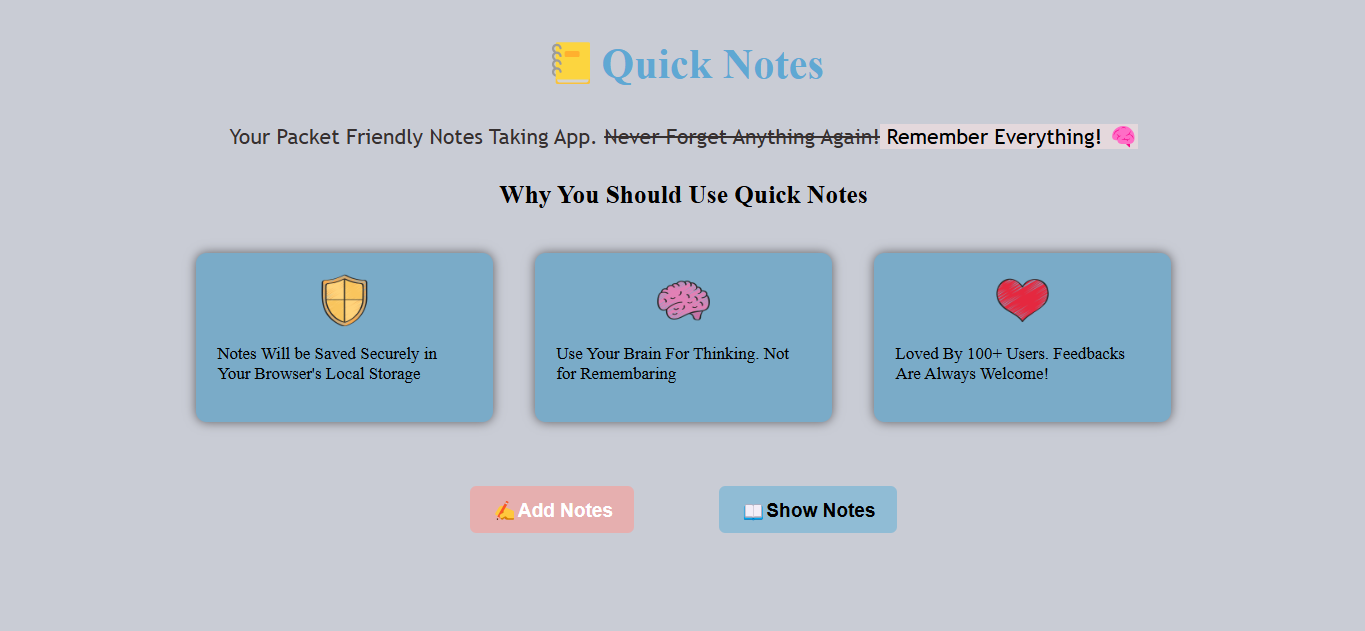 Quick Notes
Your Packet Friendly Notes Taking App. Never Forget Anything Again! Remember Everything!
Why You Should Use Quick Notes
Notes Will be Saved Securely in
Your Browser's Local Storage
Use Your Brain For Thinking. Not
for Remembaring
Loved By 100+ Users. Feedbacks
Are Always Welcome!
Add Notes
Show Notes